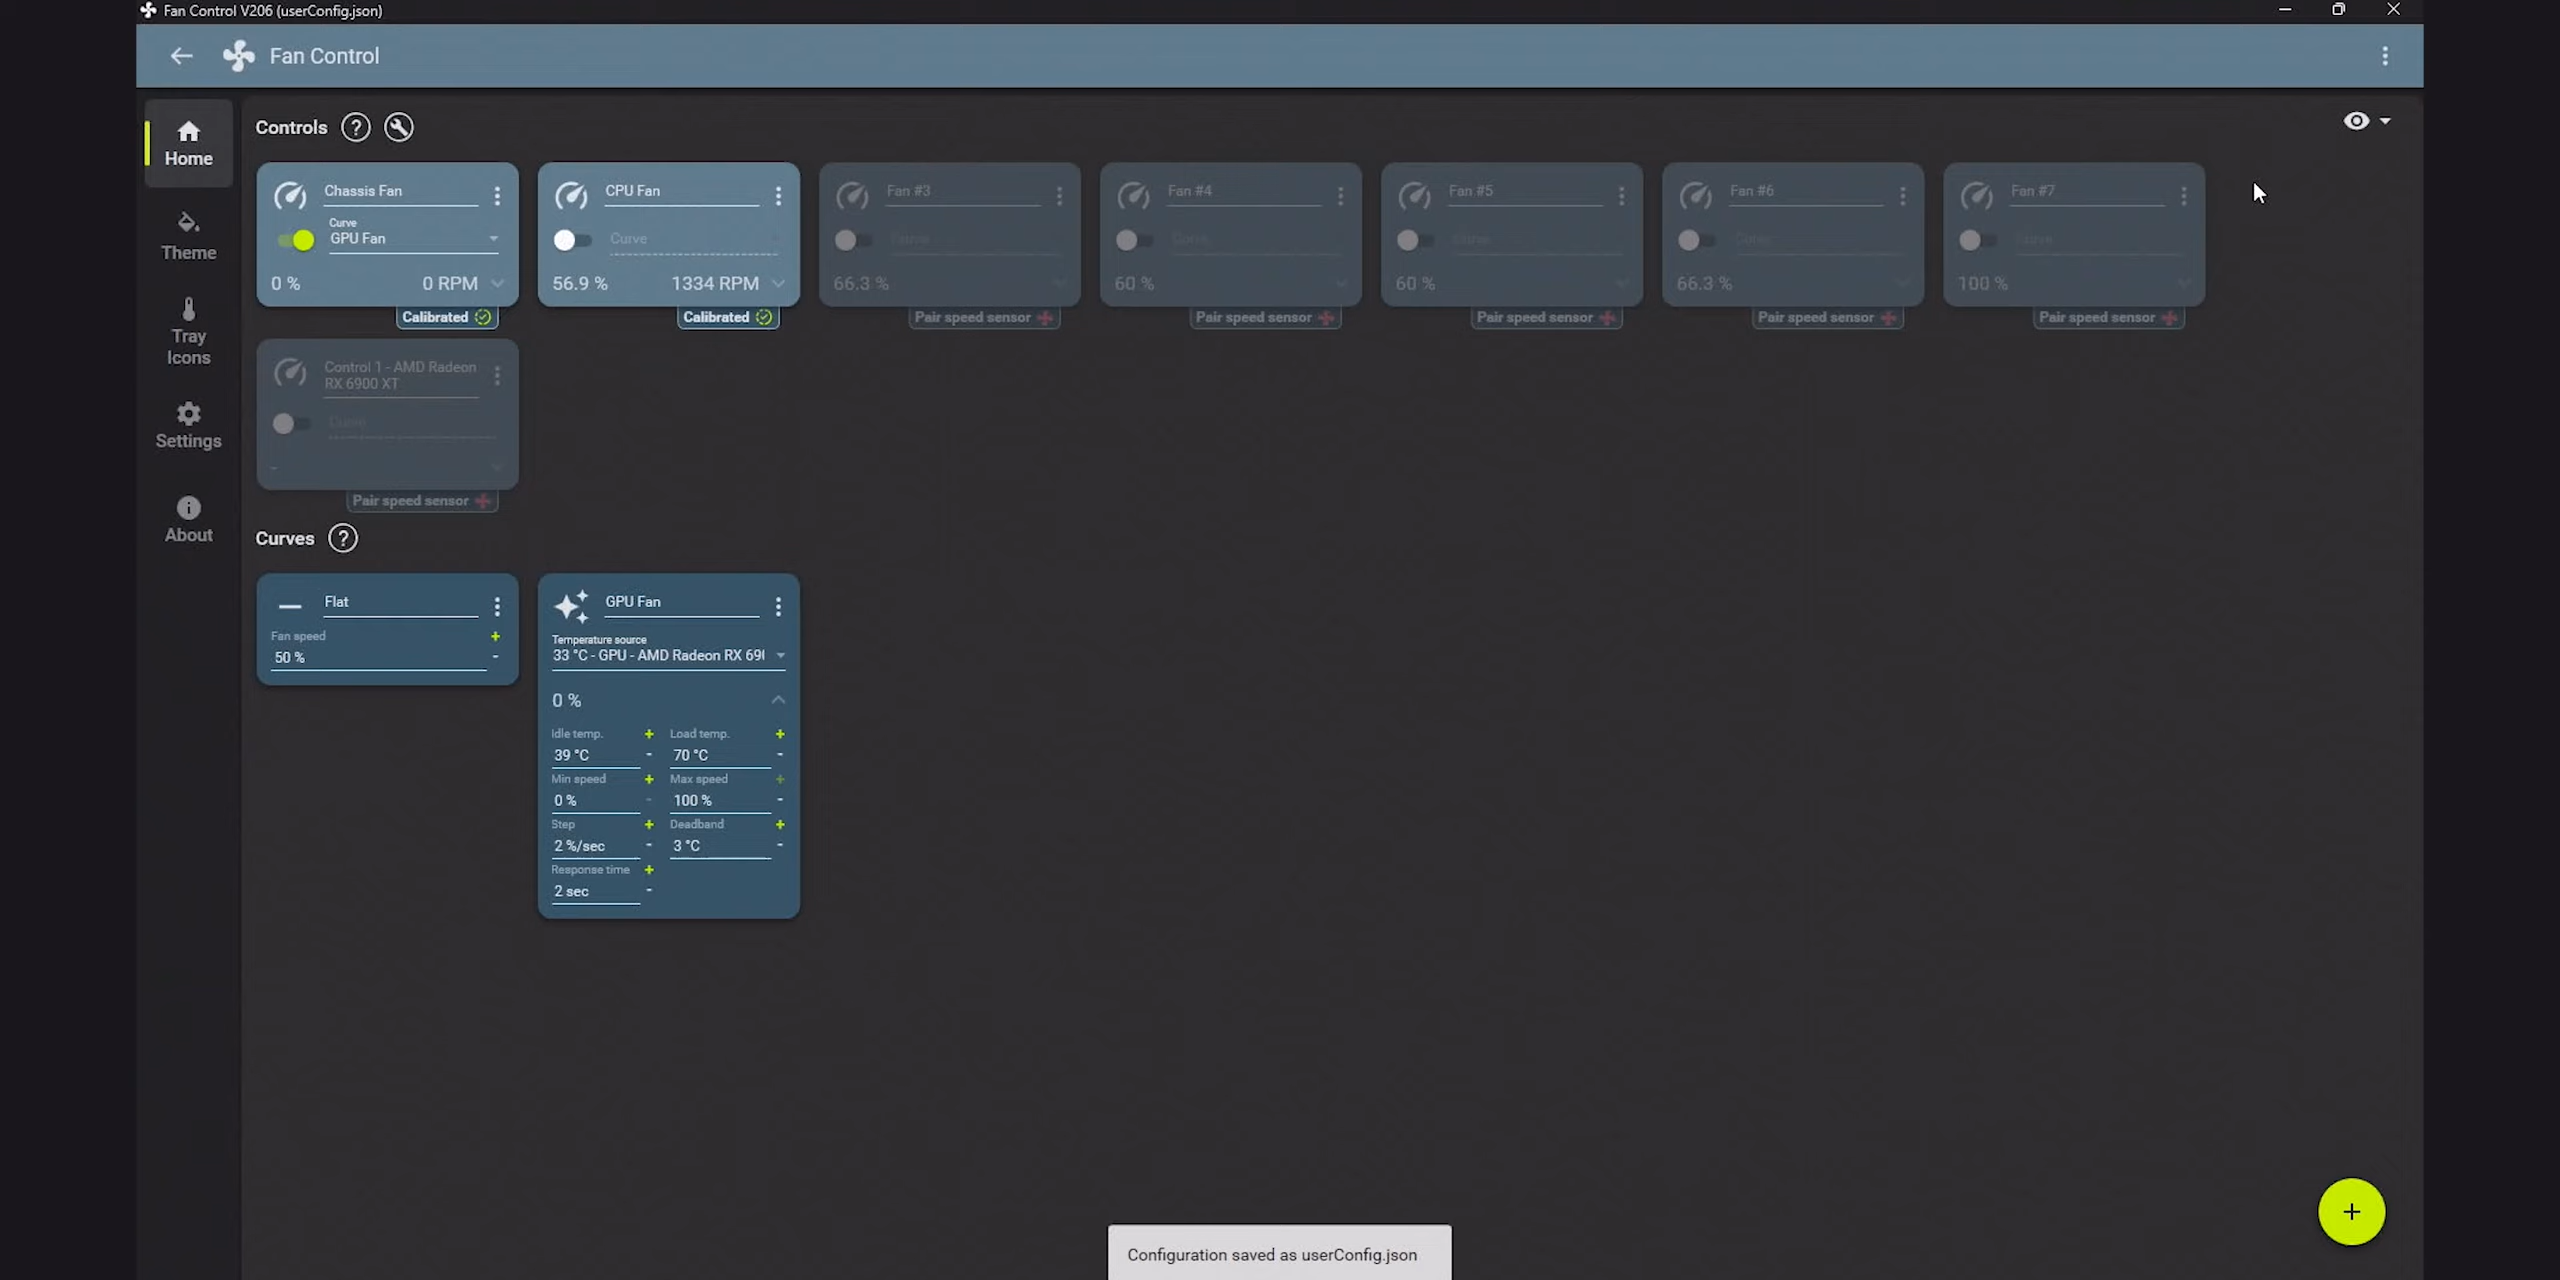 Fan Control V206 (userConfig.json)
Fan Control
Home
Theme
Tray
Icons
Settings
About
Controls
Chassis Fan
Curve
GPU Fan
0 %
0 RPM
Calibrated
CPU Fan
Curve
56.9 %
1334 RPM
Calibrated
Fan #3
Curve
66.3 %
Pair speed sensor
Fan #4
Curve
60 %
Pair speed sensor
Fan #5
Curve
60 %
Pair speed sensor
Fan #6
Curve
66.3 %
Pair speed sensor
Fan #7
Curve
100 %
Pair speed sensor
Control 1 - AMD Radeon
RX 6900 XT
Curve
-
Pair speed sensor
Curves
Flat
Fan speed
50 %
GPU Fan
Temperature source
33 °C - GPU - AMD Radeon RX 69
0 %
Idle temp.
39 °C
Load temp.
70 °C
Min speed
0 %
Max speed
100 %
Step
2 %/sec
Deadband
3 °C
Response time
2 sec
Configuration saved as userConfig.json